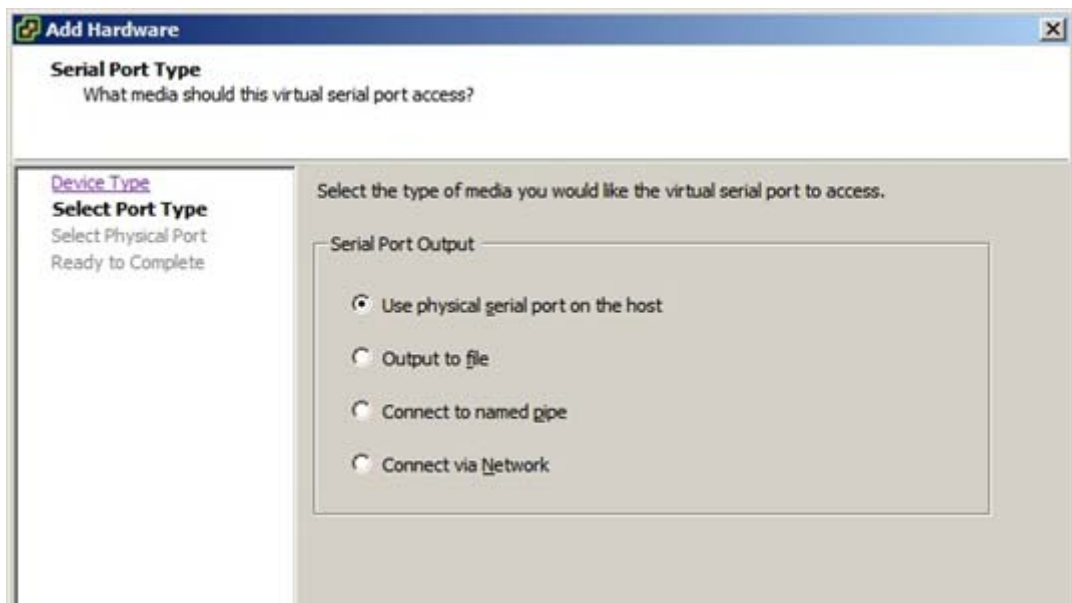 Add Hardware
Serial Port Type
What media should this virtual serial port access?
Device Type
Select Port Type
Select Physical Port
Ready to Complete
Select the type of media you would like the virtual serial port to access.
Serial Port Output
Use physical serial port on the host
Output to file
Connect to named pipe
Connect via Network